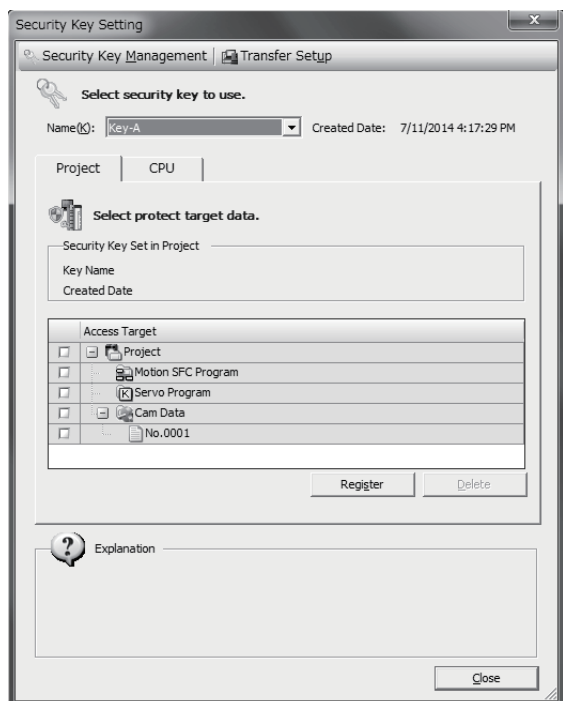 Security Key Setting
Security Key Management | Transfer Setup
Select security key to use.
Name(K): Key-A Created Date: 7/11/2014 4:17:29 PM
Project CPU
Select protect target data.
Security Key Set in Project
Key Name
Created Date
Access Target
Project
Motion SFC Program
K Servo Program
Cam Data
No.0001
Register Delete
? Explanation
Close